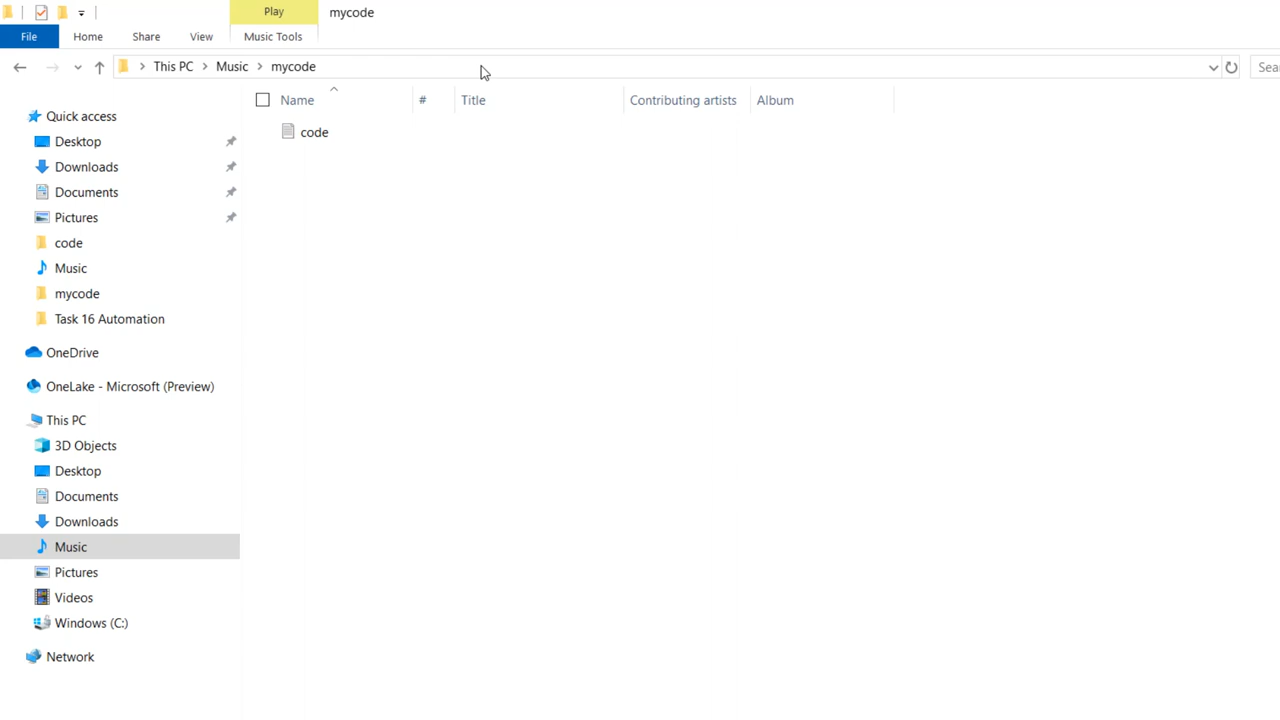 Play
mycode
File
Home
Share
View
Music Tools
This PC
Music
mycode
Sea
Name
#
Title
Contributing artists
Album
code
Quick access
Desktop
Downloads
Documents
Pictures
code
Music
mycode
Task 16 Automation
OneDrive
OneLake - Microsoft (Preview)
This PC
3D Objects
Desktop
Documents
Downloads
Music
Pictures
Videos
Windows (C:)
Network